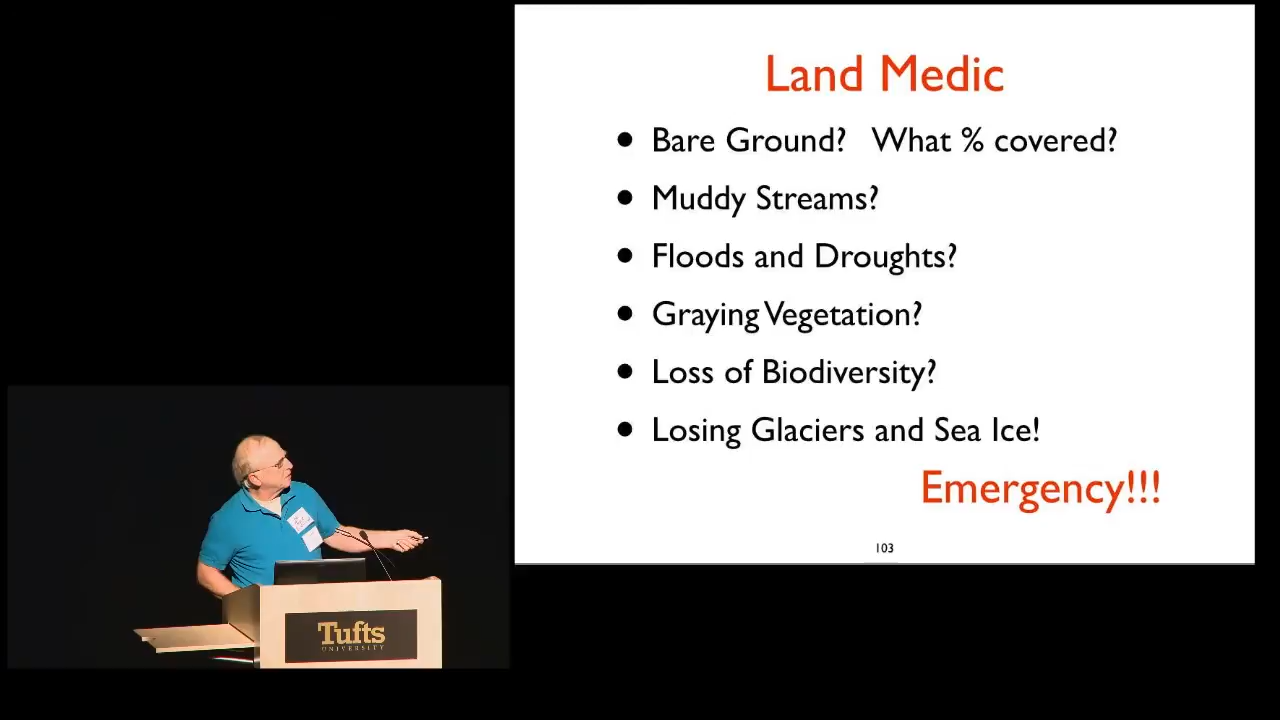 Land Medic
• Bare Ground? What % covered?
• Muddy Streams?
• Floods and Droughts?
• Graying Vegetation?
• Loss of Biodiversity?
• Losing Glaciers and Sea Ice!
Emergency!!!
103
Tufts
UNIVERSITY